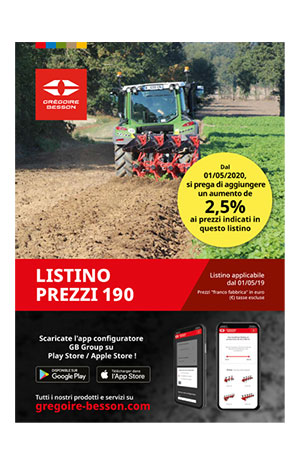 GRÉGOIRE
BESSON
Dal
01/05/2020,
si prega di aggiungere
un aumento de
2,5%
ai prezzi indicati in
questo listino
LISTINO
PREZZI 190
Listino applicabile
dal 01/05/19
Prezzi "franco fabbrica" in euro
(€) tasse escluse
Scaricate l'app configuratore
GB Group su
Play Store / Apple Store !
DISPONIBLE SUR
Google Play
Télécharger dans
l'App Store
Tutti i nostri prodotti e servizi su
gregoire-besson.com